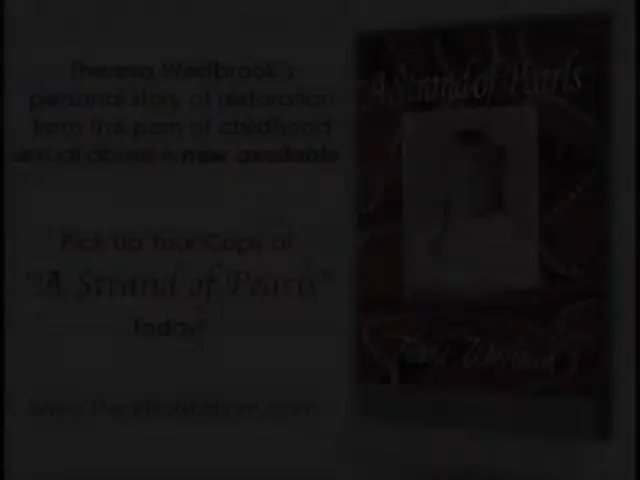 Theresa Westbrook's
personal story of restoration
from the pain of childhood
sexual abuse is now available
Pick Up Your Copy of
"A Strand of Pearls"
Today!
A Strand of Pearls